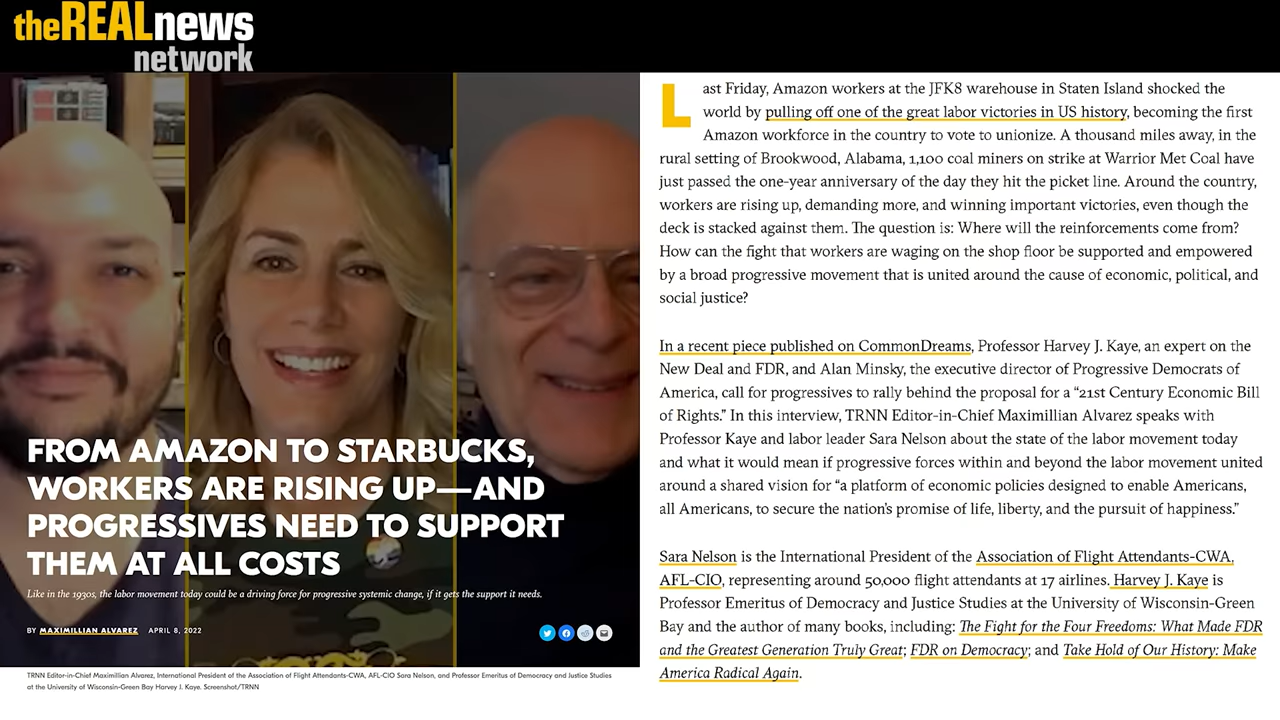 theREALnews
network
FROM AMAZON TO STARBUCKS,
WORKERS ARE RISING UP—AND
PROGRESSIVES NEED TO SUPPORT
THEM AT ALL COSTS
Like in the 1930s, the labor movement today could be a driving force for progressive systemic change, if it gets the support it needs.
BY MAXIMILLIAN ALVAREZ APRIL 8, 2022
TRNN Editor-in-Chief Maximillian Alvarez, International President of the Association of Flight Attendants-CWA, AFL-CIO Sara Nelson, and Professor Emeritus of Democracy and Justice Studies
at the University of Wisconsin-Green Bay Harvey J. Kaye. Screenshot/TRNN
Last Friday, Amazon workers at the JFK8 warehouse in Staten Island shocked the
world by pulling off one of the great labor victories in US history, becoming the first
Amazon workforce in the country to vote to unionize. A thousand miles away, in the
rural setting of Brookwood, Alabama, 1,100 coal miners on strike at Warrior Met Coal have
just passed the one-year anniversary of the day they hit the picket line. Around the country,
workers are rising up, demanding more, and winning important victories, even though the
deck is stacked against them. The question is: Where will the reinforcements come from?
How can the fight that workers are waging on the shop floor be supported and empowered
by a broad progressive movement that is united around the cause of economic, political, and
social justice?
In a recent piece published on CommonDreams, Professor Harvey J. Kaye, an expert on the
New Deal and FDR, and Alan Minsky, the executive director of Progressive Democrats of
America, call for progressives to rally behind the proposal for a “21st Century Economic Bill
of Rights.” In this interview, TRNN Editor-in-Chief Maximillian Alvarez speaks with
Professor Kaye and labor leader Sara Nelson about the state of the labor movement today
and what it would mean if progressive forces within and beyond the labor movement united
around a shared vision for “a platform of economic policies designed to enable Americans,
all Americans, to secure the nation’s promise of life, liberty, and the pursuit of happiness.”
Sara Nelson is the International President of the Association of Flight Attendants-CWA,
AFL-CIO, representing around 50,000 flight attendants at 17 airlines. Harvey J. Kaye is
Professor Emeritus of Democracy and Justice Studies at the University of Wisconsin-Green
Bay and the author of many books, including: The Fight for the Four Freedoms: What Made FDR
and the Greatest Generation Truly Great; FDR on Democracy; and Take Hold of Our History: Make
America Radical Again.